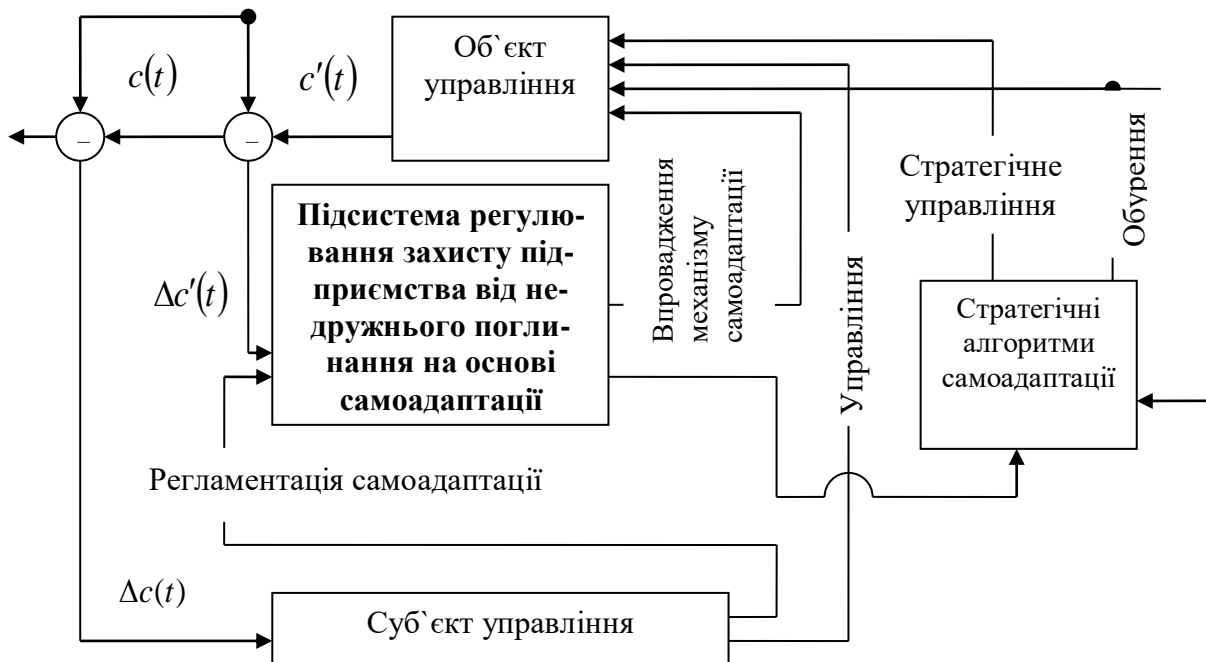 c(t)
c′(t)
Об`єкт
управління
–
–
Підсистема регулю-
вання захисту під-
приємства від не-
дружнього погли-
нання на основі
самоадаптації
Δc′(t)
Впровадження
механізму
самоадаптації
Управління
Стратегічне
управління
Обурення
Стратегічні
алгоритми
самоадаптації
Регламентація самоадаптації
Δc(t)
Суб`єкт управління